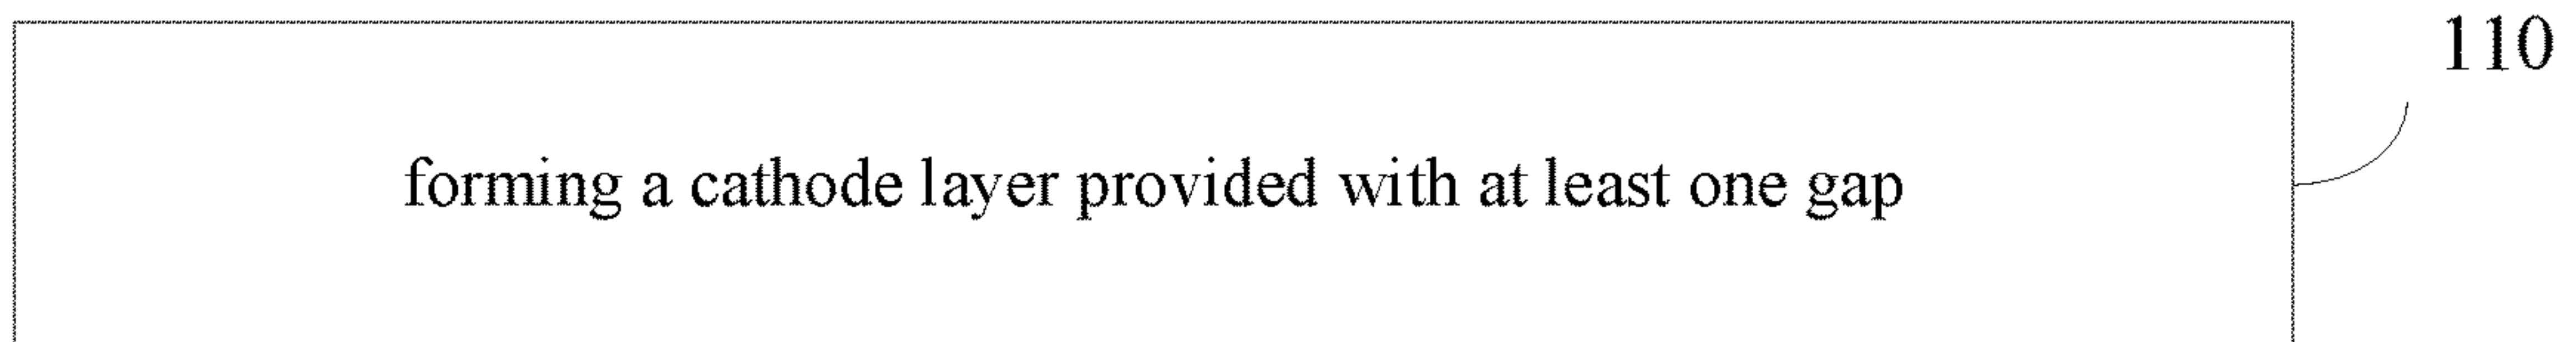 110
forming a cathode layer provided with at least one gap